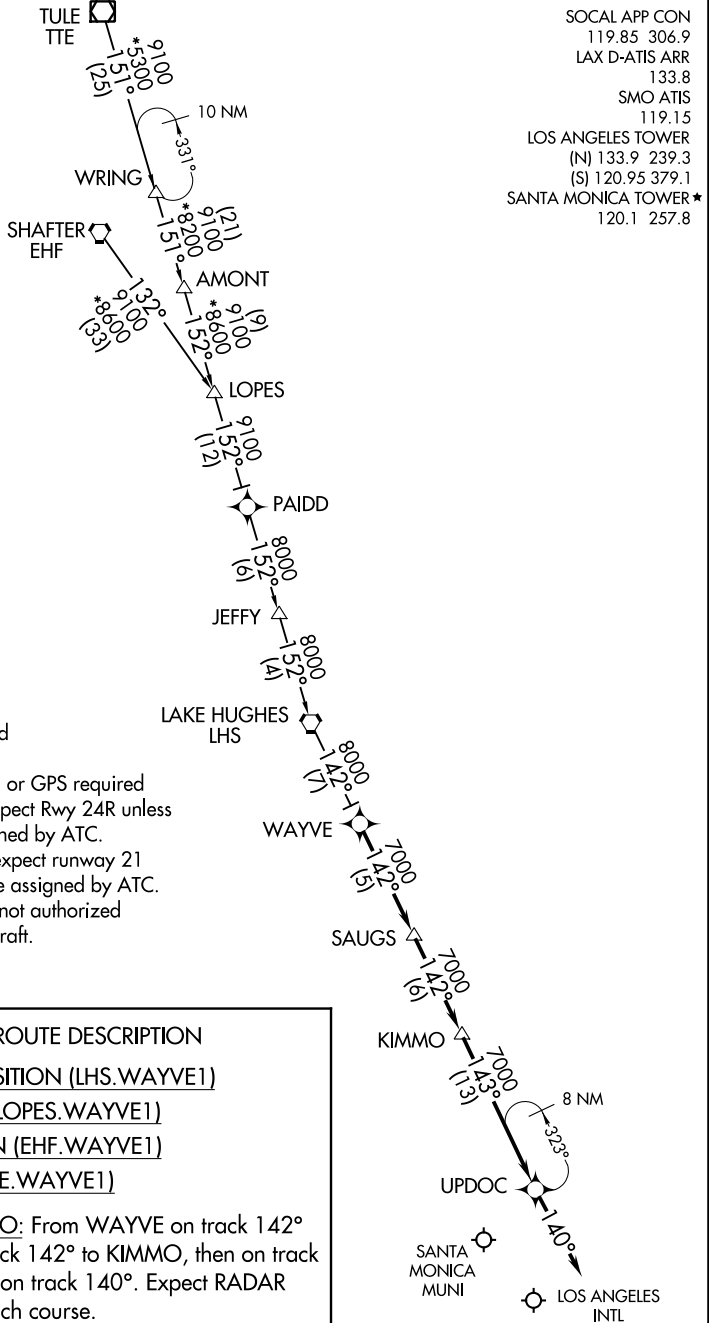 TULE
TTE
9100
*5300
151°
(25)
10 NM
331°
WRING
SOCAL APP CON
119.85 306.9
LAX D-ATIS ARR
133.8
SMO ATIS
119.15
LOS ANGELES TOWER
(N) 133.9 239.3
(S) 120.95 379.1
SANTA MONICA TOWER★
120.1 257.8
(21)
9100
*8200
151°
SHAFTER
EHF
132°
9100
*8600
(33)
AMONT
(9)
9100
*8600
152°
LOPES
9100
152°
(12)
PAIDD
8000
152°
(6)
JEFFY
8000
152°
(4)
LAKE HUGHES
LHS
8000
142°
(7)
WAYVE
7000
142°
(5)
SAUGS
7000
142°
(6)
KIMMO
7000
143°
(13)
8 NM
323°
UPDOC
140°
SANTA
MONICA
MUNI
LOS ANGELES
INTL
d
or GPS required
pect Rwy 24R unless
ned by ATC.
expect runway 21
e assigned by ATC.
not authorized
raft.
ROUTE DESCRIPTION
SITION (LHS.WAYVE1)
LOPES.WAYVE1)
N (EHF.WAYVE1)
E.WAYVE1)
O: From WAYVE on track 142°
ck 142° to KIMMO, then on track
on track 140°. Expect RADAR
ch course.